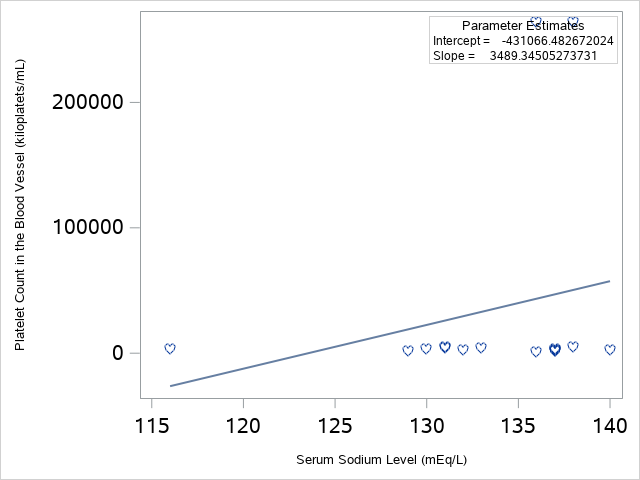 Parameter Estimates
Intercept = -431066.482672024
Slope = 3489.34505273731
Platelet Count in the Blood Vessel (kiloplatets/mL)
200000
100000
0
115 120 125 130 135 140
Serum Sodium Level (mEq/L)